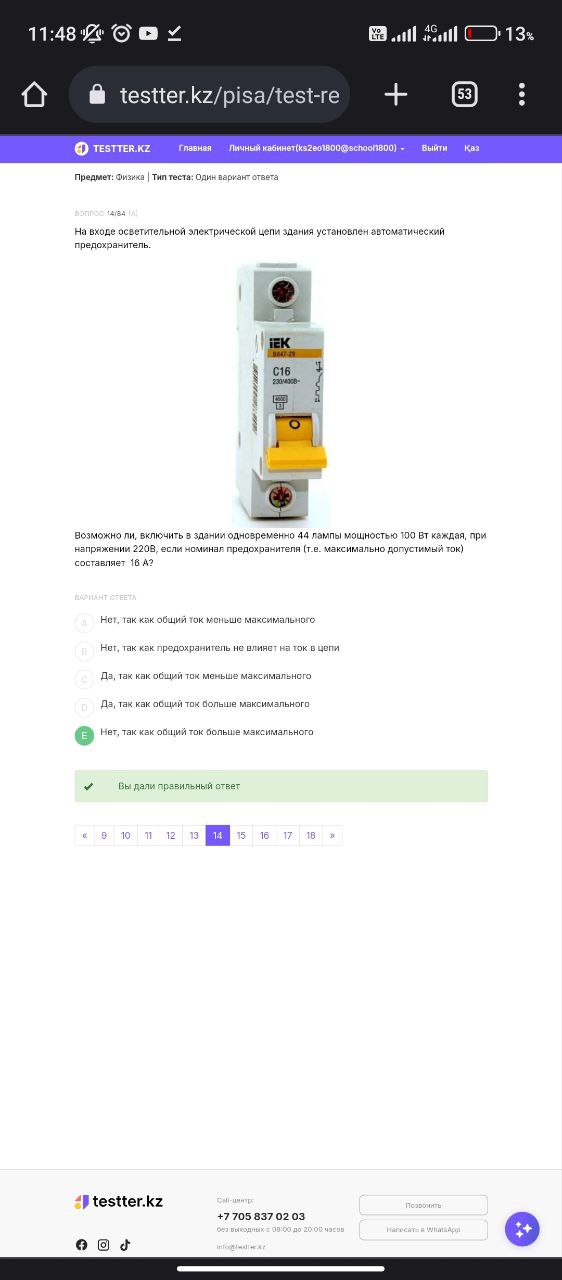 11:48
Vo LTE 4G 13%
testter.kz/pisa/test-re
53
TESTTER.KZ Главная Личный кабинет(ks2eo1800@school1800) Выйти Қаз
Предмет: Физика | Тип теста: Один вариант ответа
ВОПРОС 14/84 (A)
На входе осветительной электрической цепи здания установлен автоматический
предохранитель.
iEK
ВА47-29
C16
230/400В~
4500
3
Возможно ли, включить в здании одновременно 44 лампы мощностью 100 Вт каждая, при
напряжении 220В, если номинал предохранителя (т.е. максимально допустимый ток)
составляет 16 А?
ВАРИАНТ ОТВЕТА
A Нет, так как общий ток меньше максимального
B Нет, так как предохранитель не влияет на ток в цепи
C Да, так как общий ток меньше максимального
D Да, так как общий ток больше максимального
E Нет, так как общий ток больше максимального
Вы дали правильный ответ
« 9 10 11 12 13 14 15 16 17 18 »
testter.kz
Call-центр:
+7 705 837 02 03
без выходных с 08:00 до 20:00 часов
info@testter.kz
Позвонить
Написать в WhatsApp